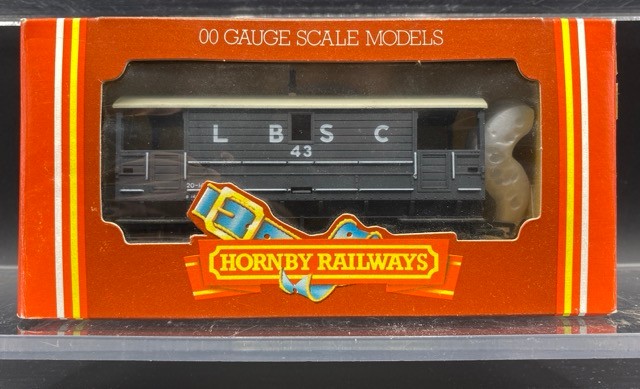 00 GAUGE SCALE MODELS
L B S C
43
HORNBY RAILWAYS